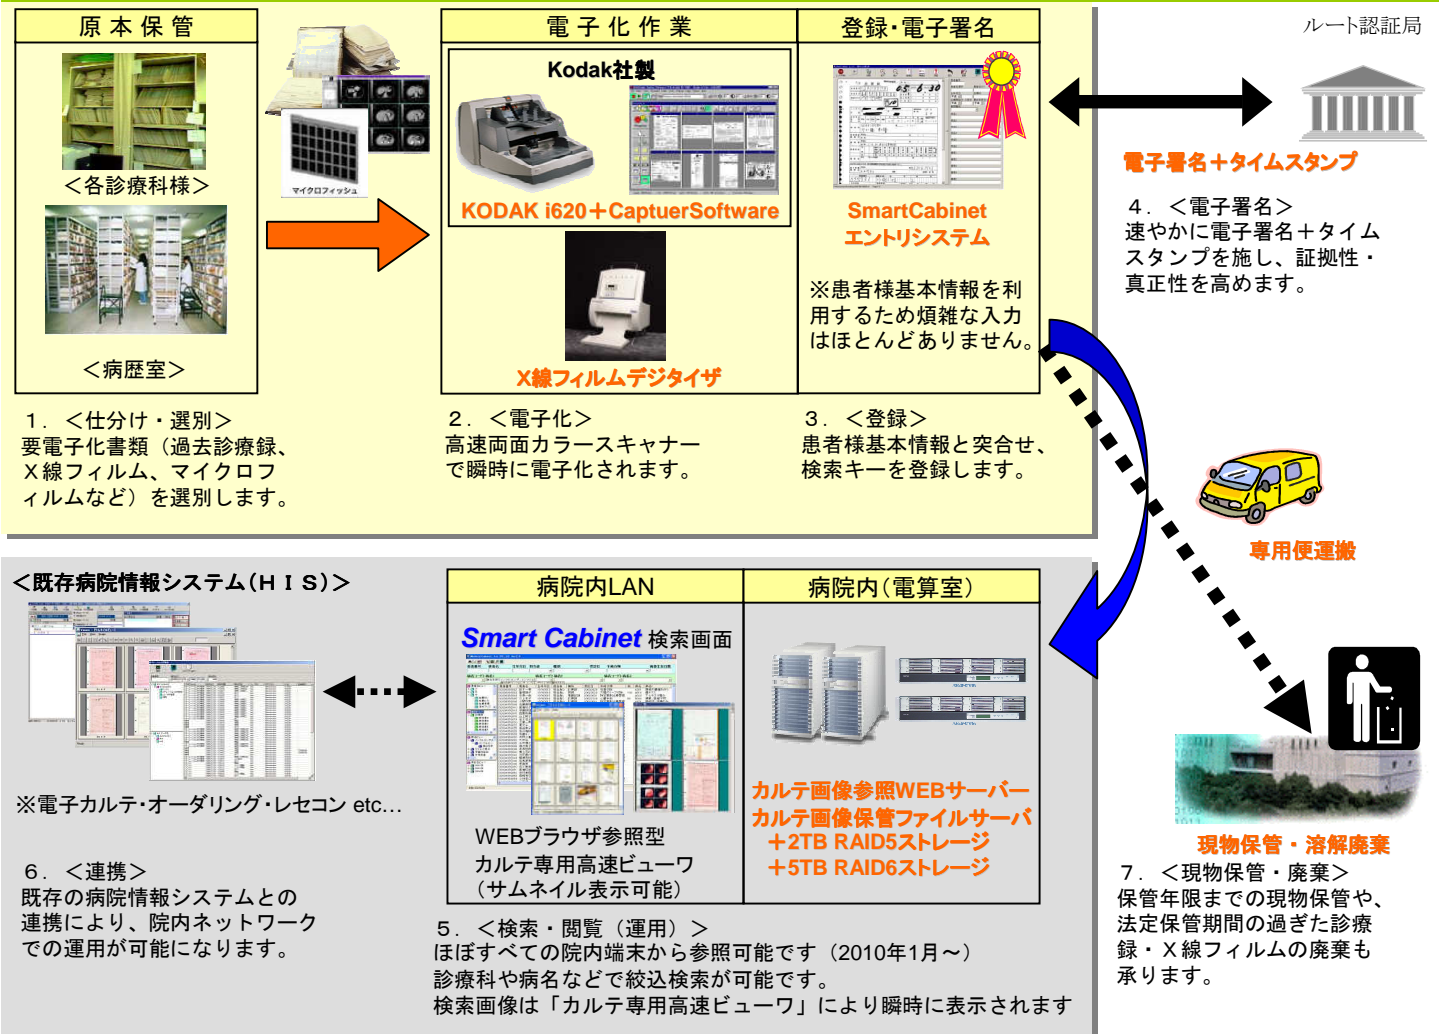 原 本 保 管
＜各診療科様＞
＜病歴室＞
マイクロフィッシュ
電 子 化 作 業
Kodak社製
KODAK i620＋CaptuerSoftware
X線フィルムデジタイザ
登録・電子署名
SmartCabinet
エントリシステム
※患者様基本情報を利
用するため煩雑な入力
はほとんどありません。
ルート認証局
電子署名＋タイムスタンプ
４．＜電子署名＞
速やかに電子署名＋タイム
スタンプを施し、証拠性・
真正性を高めます。
１．＜仕分け・選別＞
要電子化書類（過去診療録、
Ｘ線フィルム、マイクロフ
ィルムなど）を選別します。
２．＜電子化＞
高速両面カラースキャナー
で瞬時に電子化されます。
３．＜登録＞
患者様基本情報と突合せ、
検索キーを登録します。
専用便運搬
＜既存病院情報システム（ＨＩＳ）＞
※電子カルテ・オーダリング・レセコン etc…
６．＜連携＞
既存の病院情報システムとの
連携により、院内ネットワーク
での運用が可能になります。
病院内LAN
Smart Cabinet 検索画面
WEBブラウザ参照型
カルテ専用高速ビューワ
（サムネイル表示可能）
病院内（電算室）
カルテ画像参照WEBサーバー
カルテ画像保管ファイルサーバ
＋2TB RAID5ストレージ
＋5TB RAID6ストレージ
５．＜検索・閲覧（運用）＞
ほぼすべての院内端末から参照可能です（2010年1月～）
診療科や病名などで絞込検索が可能です。
検索画像は「カルテ専用高速ビューワ」により瞬時に表示されます
現物保管・溶解廃棄
７．＜現物保管・廃棄＞
保管年限までの現物保管や、
法定保管期間の過ぎた診療
録・Ｘ線フィルムの廃棄も
承ります。